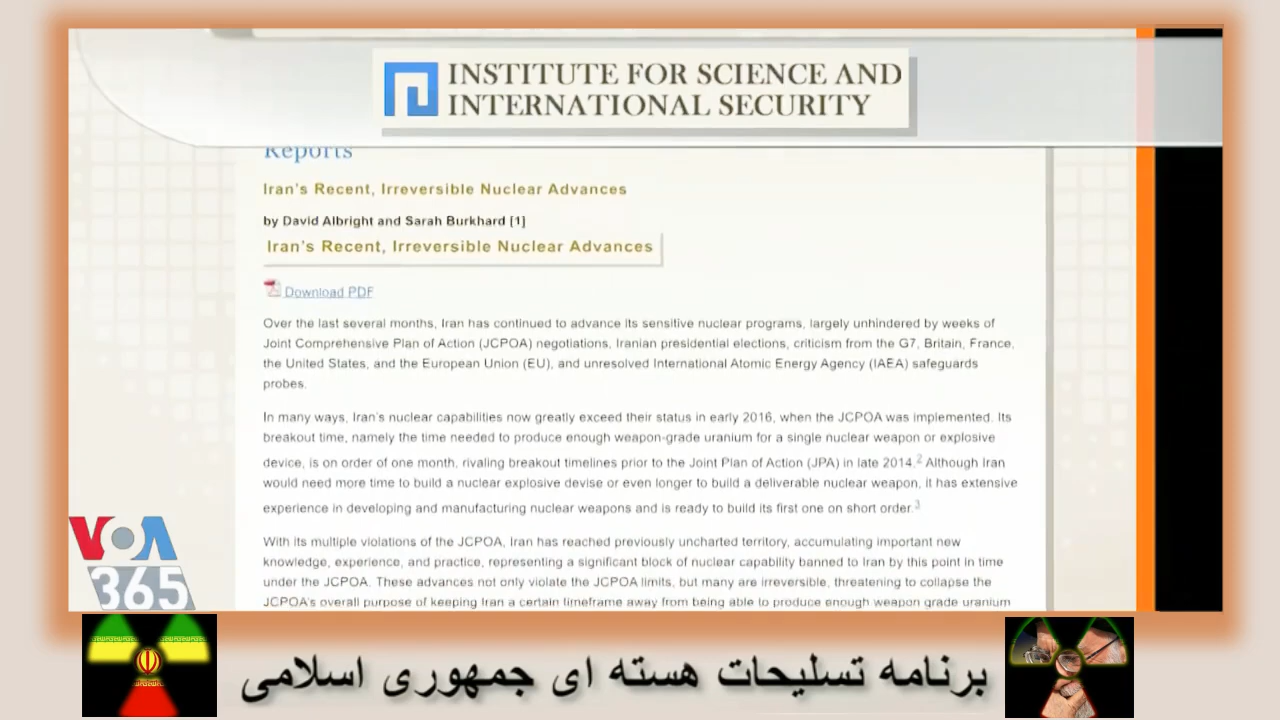 INSTITUTE FOR SCIENCE AND
INTERNATIONAL SECURITY
Reports
Iran's Recent, Irreversible Nuclear Advances
by David Albright and Sarah Burkhard [1]
Iran's Recent, Irreversible Nuclear Advances
Download PDF
Over the last several months, Iran has continued to advance its sensitive nuclear programs, largely unhindered by weeks of
Joint Comprehensive Plan of Action (JCPOA) negotiations, Iranian presidential elections, criticism from the G7, Britain, France,
the United States, and the European Union (EU), and unresolved International Atomic Energy Agency (IAEA) safeguards
probes.
In many ways, Iran's nuclear capabilities now greatly exceed their status in early 2016, when the JCPOA was implemented. Its
breakout time, namely the time needed to produce enough weapon-grade uranium for a single nuclear weapon or explosive
device, is on order of one month, rivaling breakout timelines prior to the Joint Plan of Action (JPA) in late 2014.2 Although Iran
would need more time to build a nuclear explosive devise or even longer to build a deliverable nuclear weapon, it has extensive
experience in developing and manufacturing nuclear weapons and is ready to build its first one on short order.3
With its multiple violations of the JCPOA, Iran has reached previously uncharted territory, accumulating important new
knowledge, experience, and practice, representing a significant block of nuclear capability banned to Iran by this point in time
under the JCPOA. These advances not only violate the JCPOA limits, but many are irreversible, threatening to collapse the
JCPOA's overall purpose of keeping Iran a certain timeframe away from being able to produce enough weapon grade uranium
VOA
365
برنامه تسلیحات هسته ای جمهوری اسلامی